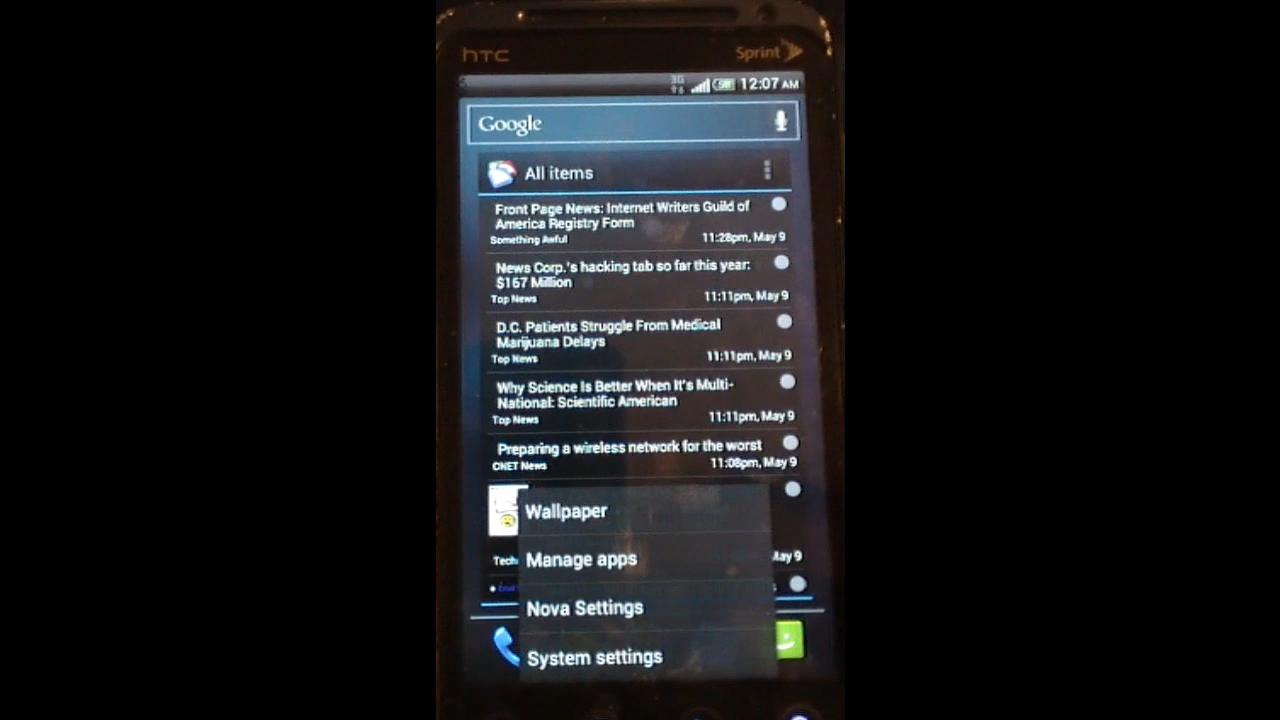 hTC
Sprint
3G
12:07 AM
Google
All items
Front Page News: Internet Writers Guild of
America Registry Form
Something Awful
11:28pm, May 9
News Corp.'s hacking tab so far this year:
$167 Million
Top News
11:11pm, May 9
D.C. Patients Struggle From Medical
Marijuana Delays
Top News
11:11pm, May 9
Why Science Is Better When It's Multi-
National: Scientific American
Top News
11:11pm, May 9
Preparing a wireless network for the worst
CNET News
11:08pm, May 9
Wallpaper
Manage apps
Tech
May 9
Nova Settings
System settings